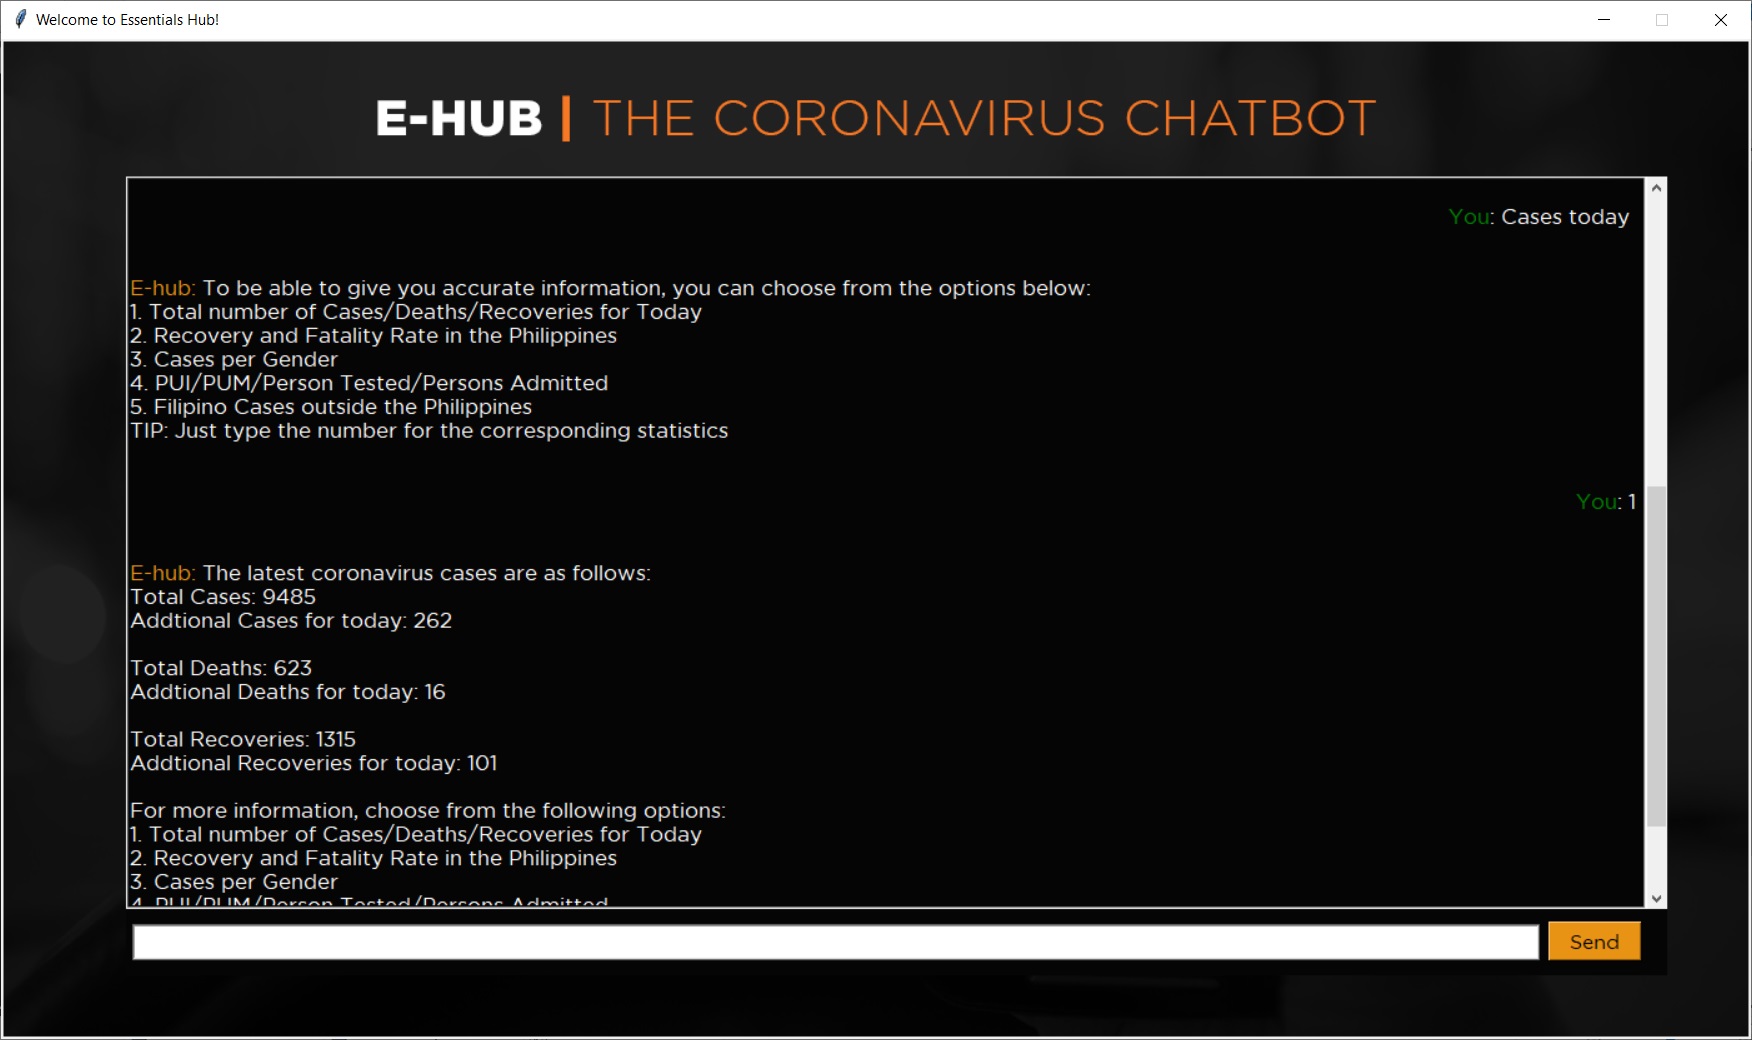 Welcome to Essentials Hub!
E-HUB | THE CORONAVIRUS CHATBOT
You: Cases today
E-hub: To be able to give you accurate information, you can choose from the options below:
1. Total number of Cases/Deaths/Recoveries for Today
2. Recovery and Fatality Rate in the Philippines
3. Cases per Gender
4. PUI/PUM/Person Tested/Persons Admitted
5. Filipino Cases outside the Philippines
TIP: Just type the number for the corresponding statistics
You: 1
E-hub: The latest coronavirus cases are as follows:
Total Cases: 9485
Addtional Cases for today: 262
Total Deaths: 623
Addtional Deaths for today: 16
Total Recoveries: 1315
Addtional Recoveries for today: 101
For more information, choose from the following options:
1. Total number of Cases/Deaths/Recoveries for Today
2. Recovery and Fatality Rate in the Philippines
3. Cases per Gender
4. PUI/PUM/Person Tested/Persons Admitted
Send